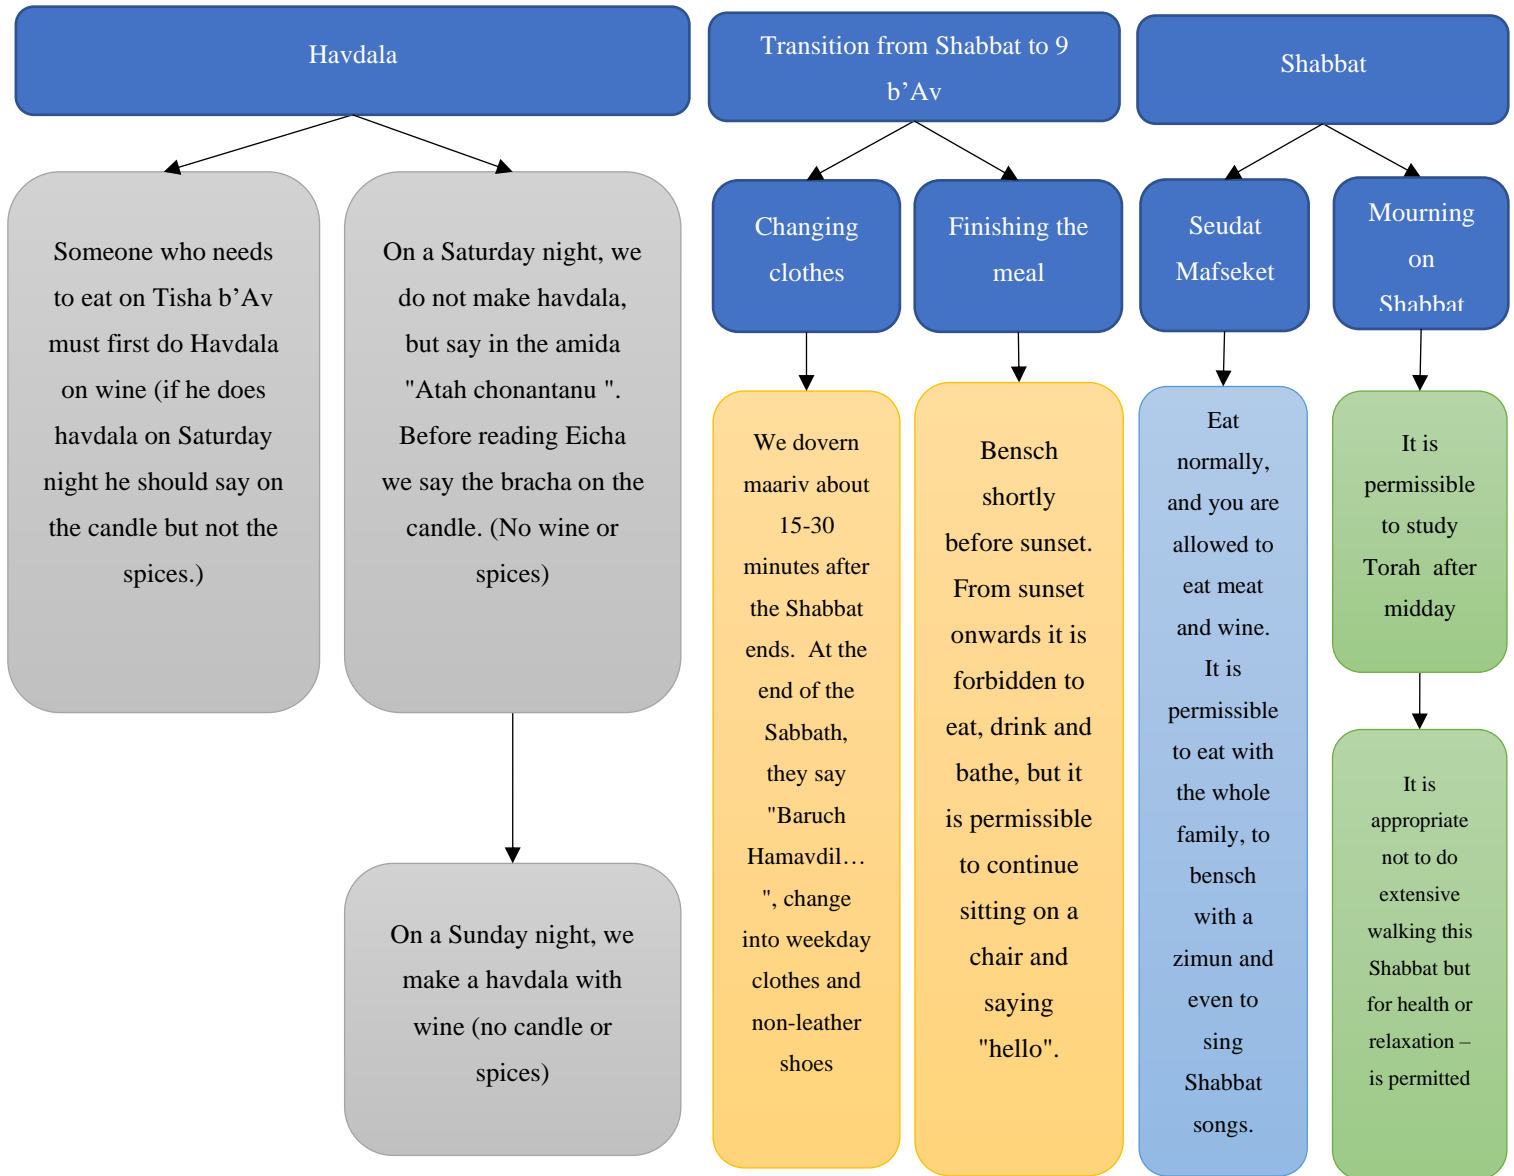 Havdala
Someone who needs
to eat on Tisha b’Av
must first do Havdala
on wine (if he does
havdala on Saturday
night he should say on
the candle but not the
spices.)
On a Saturday night, we
do not make havdala,
but say in the amida
"Atah chonantanu ".
Before reading Eicha
we say the bracha on the
candle. (No wine or
spices)
On a Sunday night, we
make a havdala with
wine (no candle or
spices)
Transition from Shabbat to 9
b’Av
Changing
clothes
We dovern
maariv about
15-30
minutes after
the Shabbat
ends.  At the
end of the
Sabbath,
they say
"Baruch
Hamavdil…
", change
into weekday
clothes and
non-leather
shoes
Finishing the
meal
Bensch
shortly
before sunset.
From sunset
onwards it is
forbidden to
eat, drink and
bathe, but it
is permissible
to continue
sitting on a
chair and
saying
"hello".
Shabbat
Seudat
Mafseket
Eat
normally,
and you are
allowed to
eat meat
and wine.
It is
permissible
to eat with
the whole
family, to
bensch
with a
zimun and
even to
sing
Shabbat
songs.
Mourning
on
Shabbat
It is
permissible
to study
Torah  after
midday
It is
appropriate
not to do
extensive
walking this
Shabbat but
for health or
relaxation –
is permitted